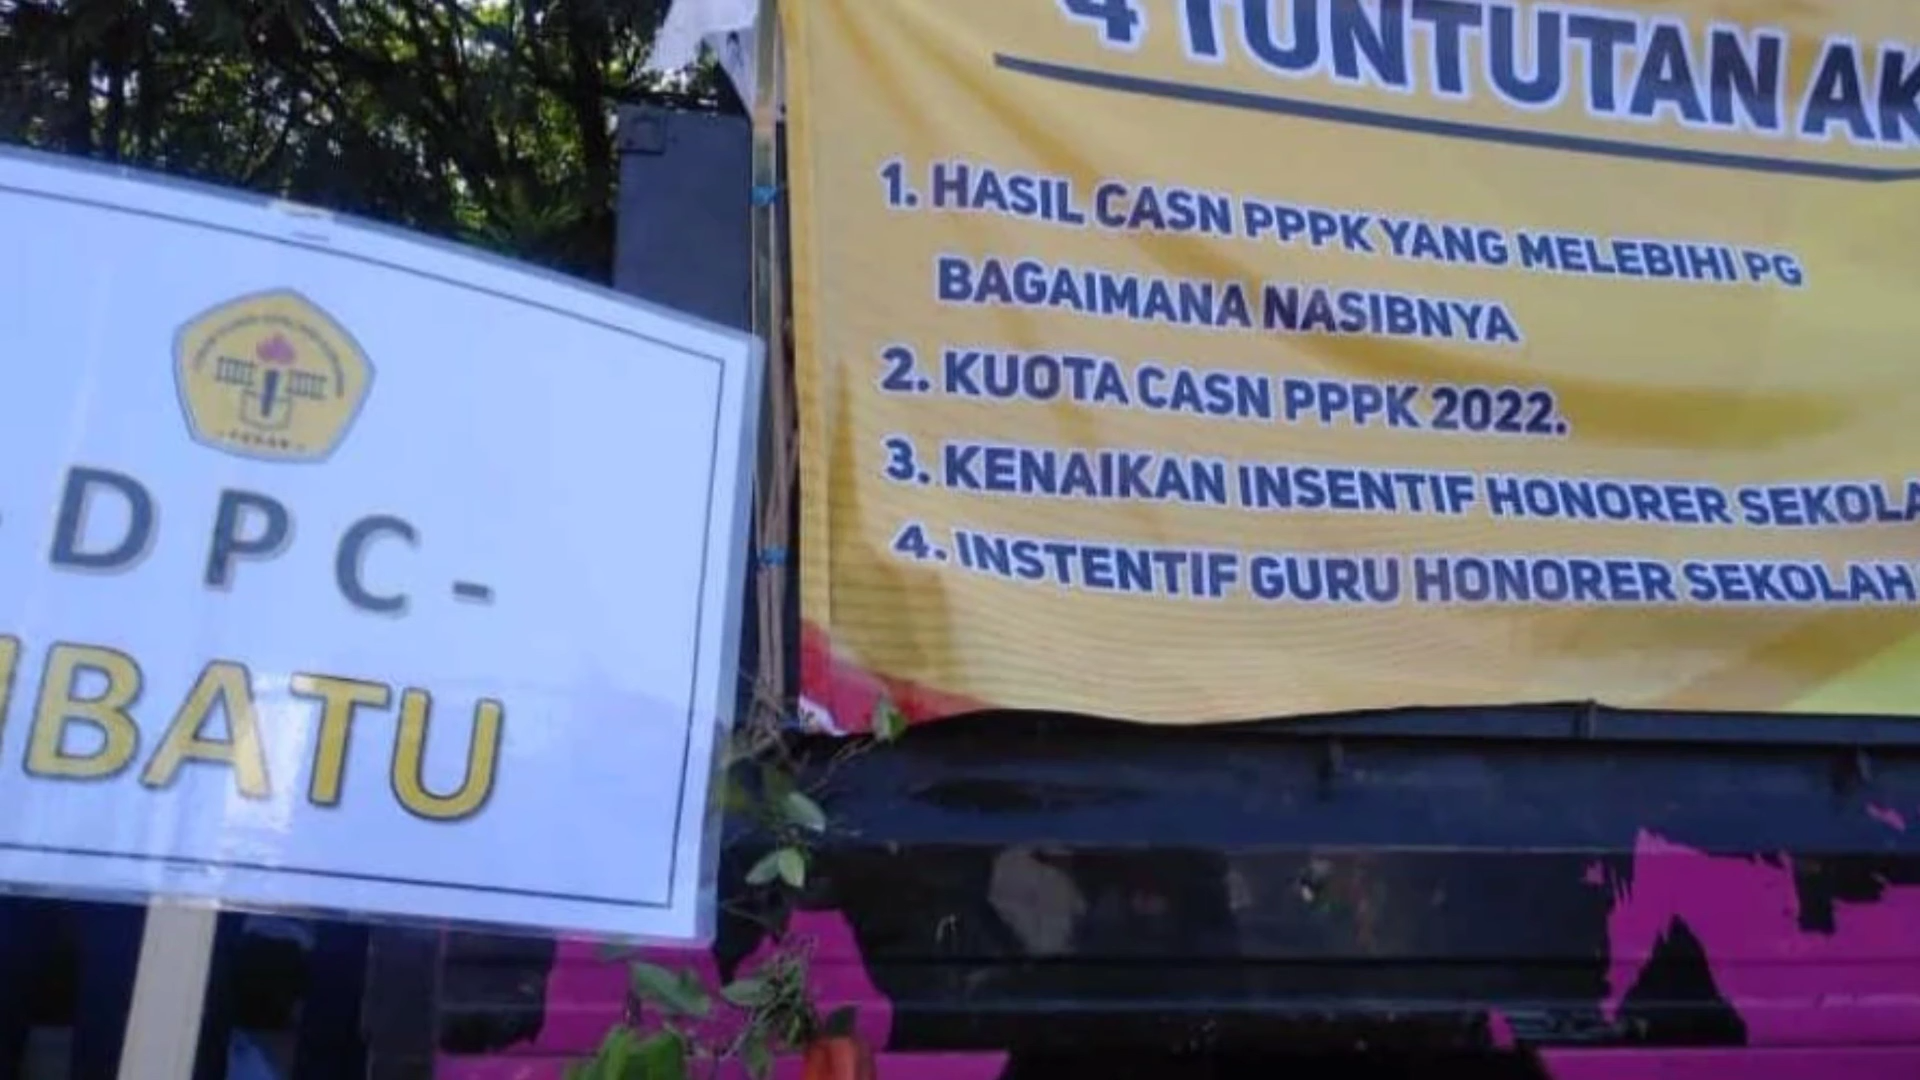 DPC-
BATU
4 TUNTUTAN
1. HASIL CASN PPPK YANG MELEBIHI PG
BAGAIMANA NASIBNYA
2. KUOTA CASN PPPK 2022.
3. KENAIKAN INSENTIF HONORER SEKOLA
4. INSTENTIF GURU HONORER SEKOLAH